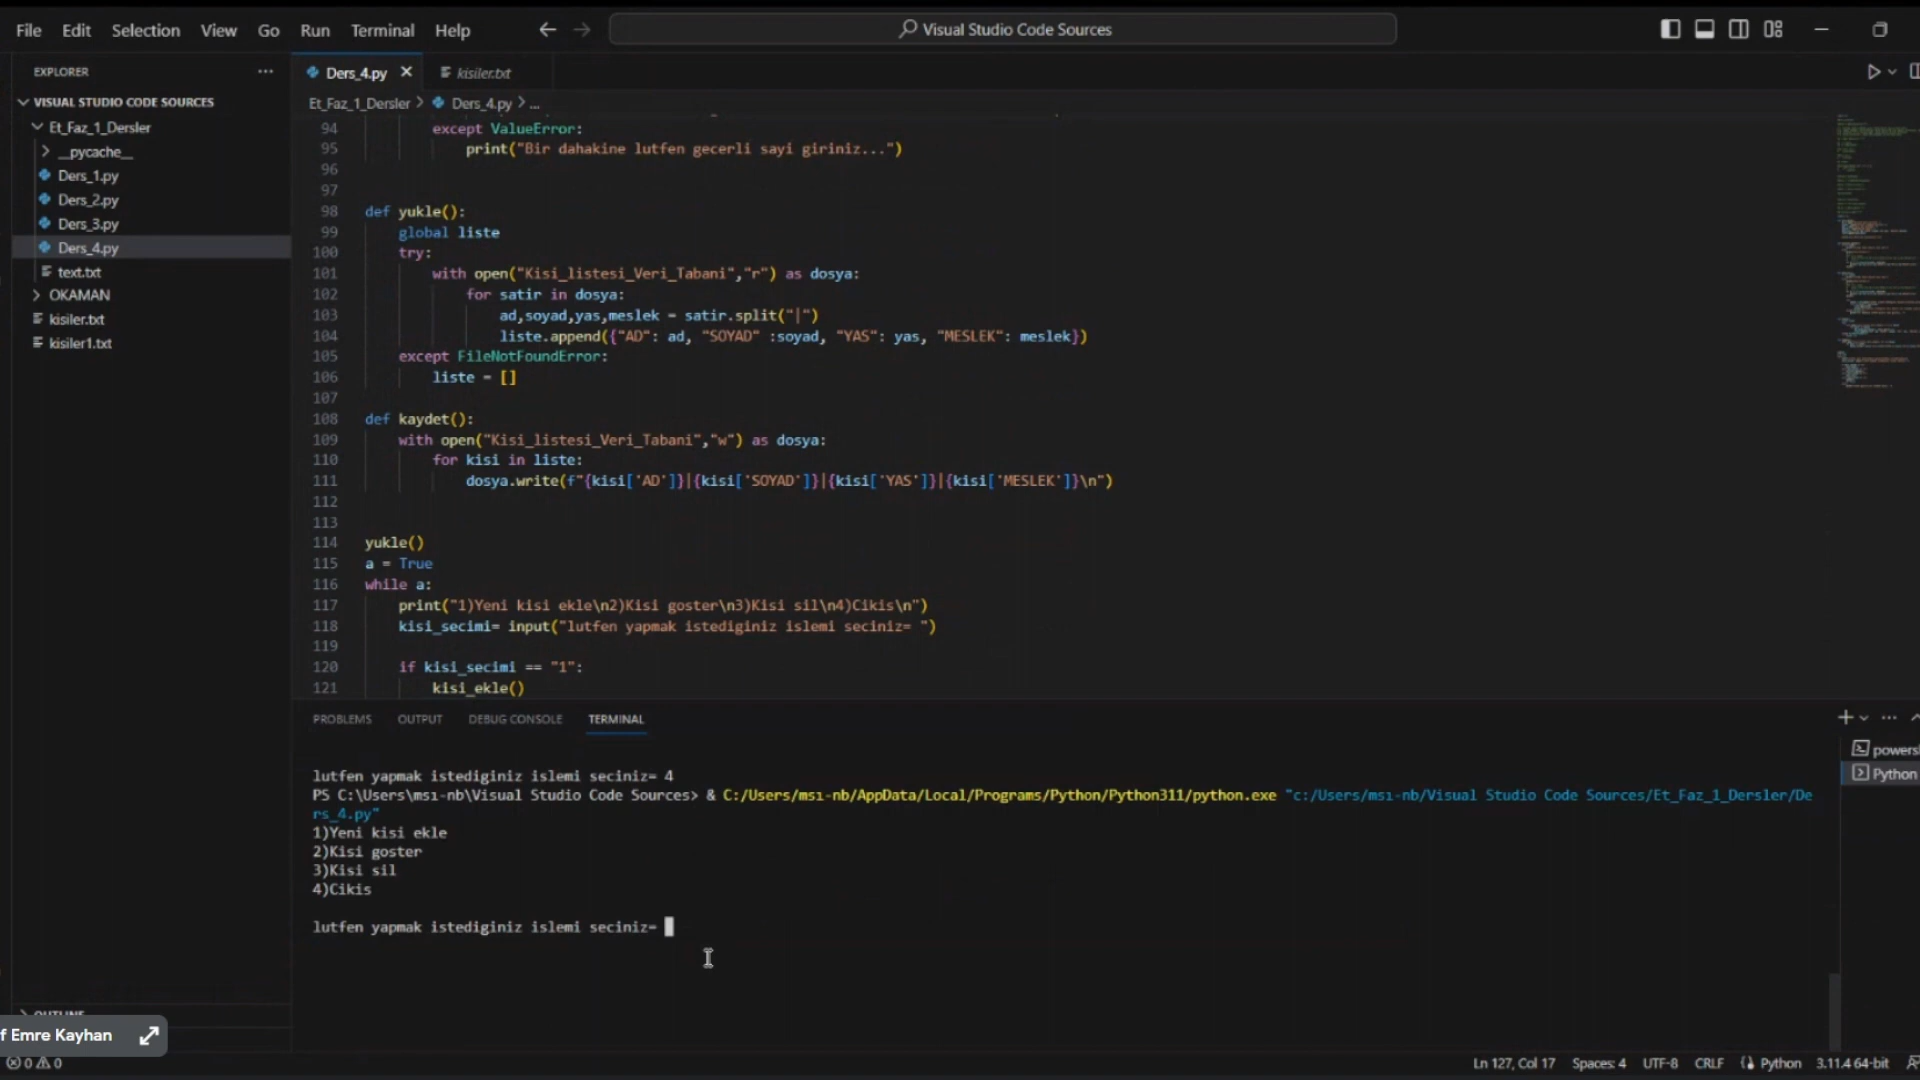 File Edit Selection View Go Run Terminal Help
Visual Studio Code Sources
EXPLORER
VISUAL STUDIO CODE SOURCES
Et_Faz_1_Dersler
__pycache__
Ders_1.py
Ders_2.py
Ders_3.py
Ders_4.py
text.txt
OKAMAN
kisiler.txt
kisiler1.txt
Ders_4.py kisiler.txt
Et_Faz_1_Dersler > Ders_4.py > ...
94 except ValueError:
95 print("Bir dahakine lutfen gecerli sayi giriniz...")
96
97
98 def yukle():
99 global liste
100 try:
101 with open("Kisi_listesi_Veri_Tabani","r") as dosya:
102 for satir in dosya:
103 ad,soyad,yas,meslek = satir.split("|")
104 liste.append({"AD": ad, "SOYAD" :soyad, "YAS": yas, "MESLEK": meslek})
105 except FileNotFoundError:
106 liste = []
107
108 def kaydet():
109 with open("Kisi_listesi_Veri_Tabani","w") as dosya:
110 for kisi in liste:
111 dosya.write(f"{kisi['AD']}|{kisi['SOYAD']}|{kisi['YAS']}|{kisi['MESLEK']}\n")
112
113
114 yukle()
115 a = True
116 while a:
117 print("1)Yeni kisi ekle\n2)Kisi goster\n3)Kisi sil\n4)Cikis\n")
118 kisi_secimi= input("lutfen yapmak istediginiz islemi seciniz= ")
119
120 if kisi_secimi == "1":
121 kisi_ekle()
PROBLEMS OUTPUT DEBUG CONSOLE TERMINAL
lutfen yapmak istediginiz islemi seciniz= 4
PS C:\Users\msı-nb\Visual Studio Code Sources> & C:/Users/msı-nb/AppData/Local/Programs/Python/Python311/python.exe "c:/Users/msı-nb/Visual Studio Code Sources/Et_Faz_1_Dersler/De
rs_4.py"
1)Yeni kisi ekle
2)Kisi goster
3)Kisi sil
4)Cikis
lutfen yapmak istediginiz islemi seciniz=
powers
Python
OUTLINE
f Emre Kayhan
0 0
Ln 127, Col 17 Spaces: 4 UTF-8 CRLF Python 3.11.4 64-bit